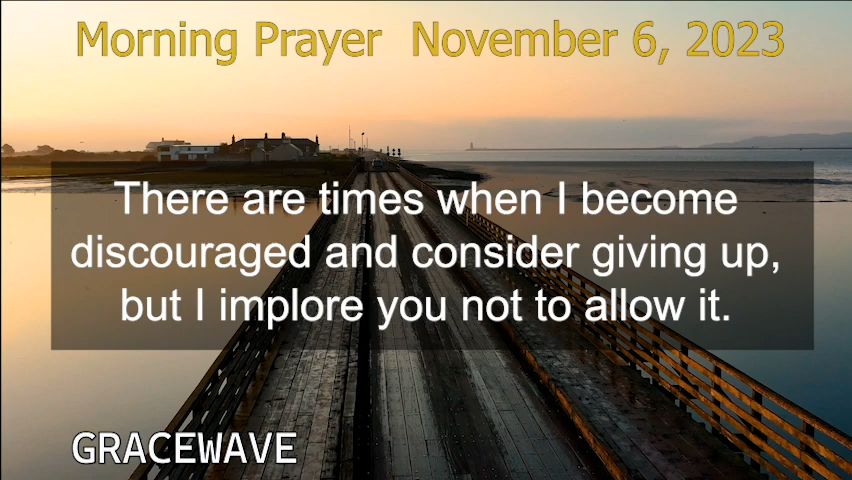 Morning Prayer  November 6, 2023
There are times when I become
discouraged and consider giving up,
but I implore you not to allow it.
GRACEWAVE